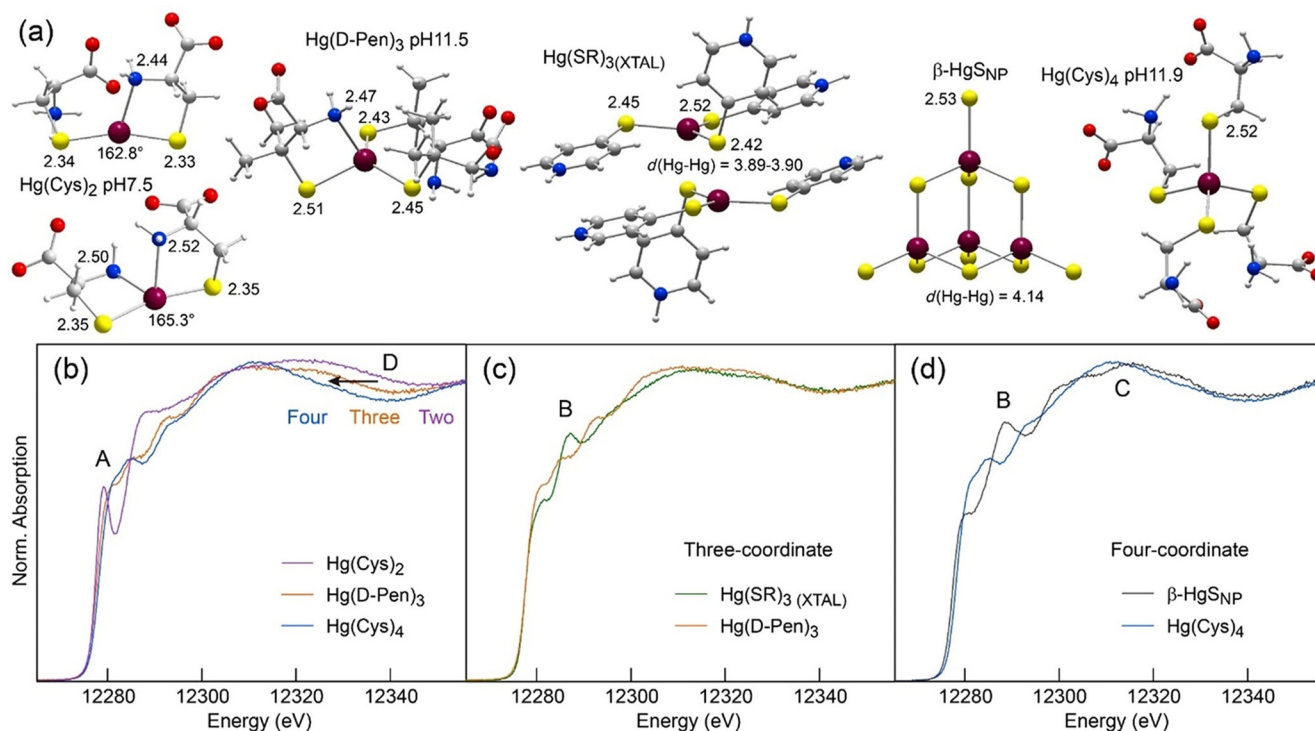 (a)
2.44
2.34
162.8°
2.33
Hg(Cys)2 pH7.5
2.50
2.52
2.35
2.35
165.3°
Hg(D-Pen)3 pH11.5
2.47
2.43
2.51
2.45
Hg(SR)3(XTAL)
2.45
2.52
2.42
d(Hg-Hg) = 3.89-3.90
β-HgSNP
2.53
d(Hg-Hg) = 4.14
Hg(Cys)4 pH11.9
2.52
(b)
D
Four Three Two
A
Hg(Cys)2
Hg(D-Pen)3
Hg(Cys)4
Norm. Absorption
12280 12300 12320 12340
Energy (eV)
(c)
B
Three-coordinate
Hg(SR)3 (XTAL)
Hg(D-Pen)3
12280 12300 12320 12340
Energy (eV)
(d)
B
C
Four-coordinate
β-HgSNP
Hg(Cys)4
12280 12300 12320 12340
Energy (eV)